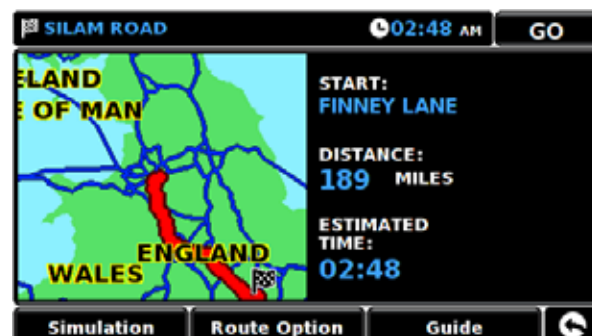 SILAM ROAD
02:48 AM
GO
ELAND
E OF MAN
ENGLAND
WALES
START:
FINNEY LANE
DISTANCE:
189 MILES
ESTIMATED
TIME:
02:48
Simulation
Route Option
Guide